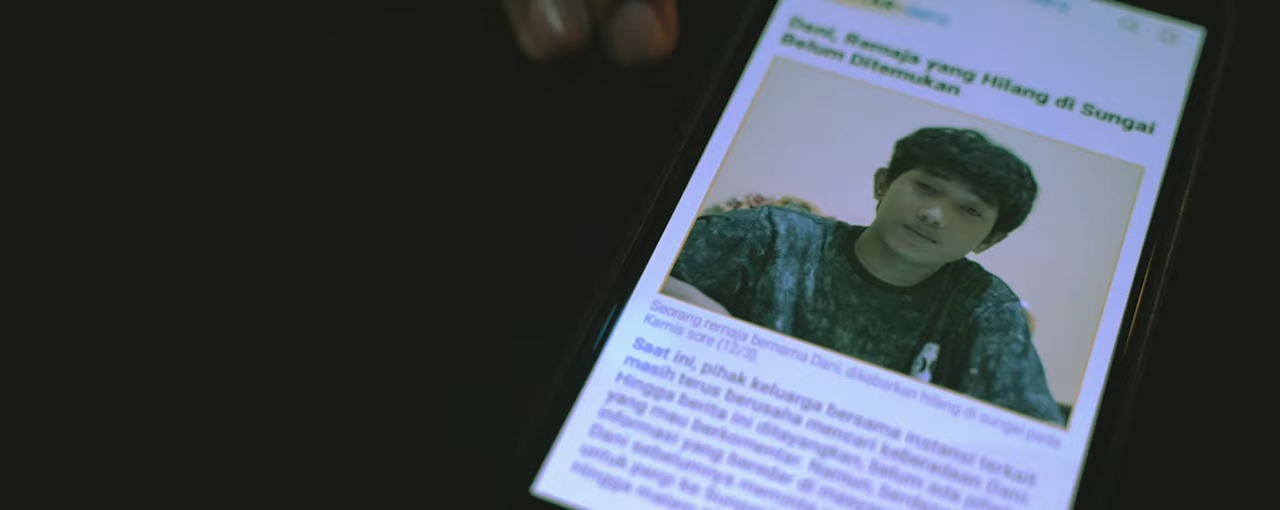 Dani, Remaja yang Hilang di Sungai
Belum Ditemukan
Seorang remaja bernama Dani, dikabarkan hilang di sungai pada
Kamis sore (12/3).
Saat ini, pihak keluarga bersama instansi terkait
masih terus berusaha mencari keberadaan Dani.
Hingga berita ini ditayangkan, belum ada pihak
yang mau berkomentar. Namun, berdasarkan
informasi yang beredar di
Dani sebelumnya
untuk pergi ke Sungai
Hingga